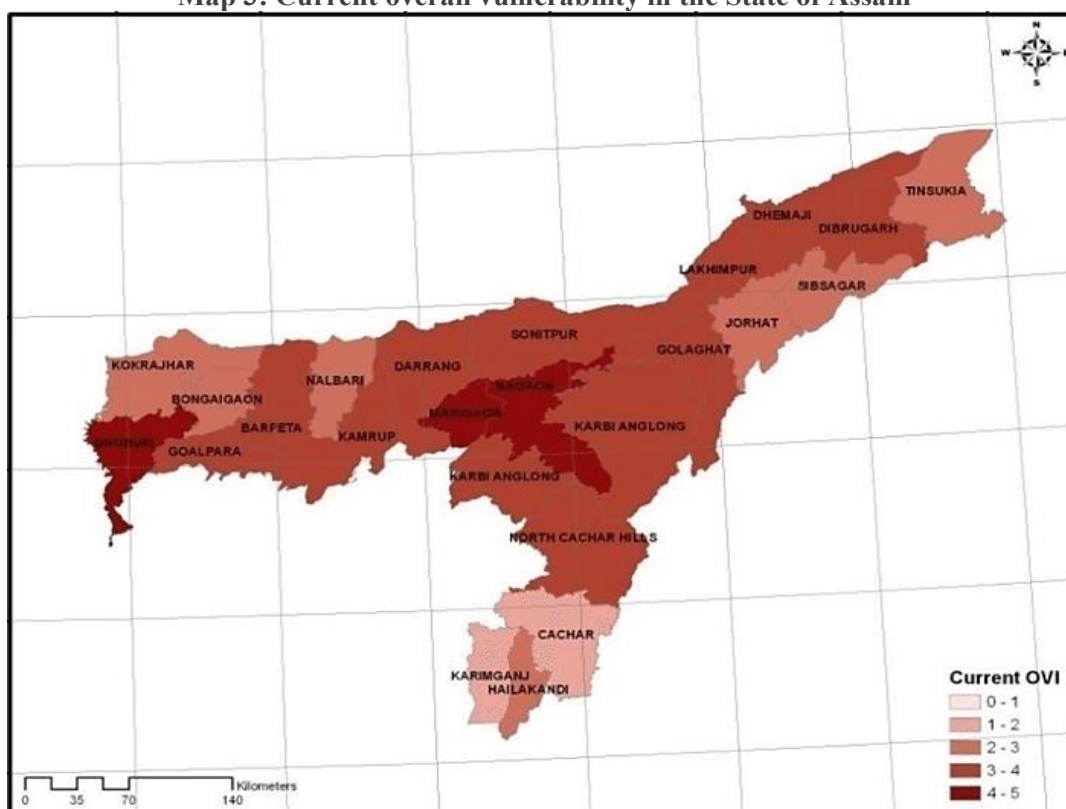 Map 3: Current overall vulnerability in the State of Assam
N
W
S
TINSUKIA
DHEMAJI
DIBRUGARH
LAKHIMPUR
SIBSAGAR
JORHAT
SONITPUR
GOLAGHAT
KOKRAJHAR
DARRANG
NALBARI
NAGAON
BONGAIGAON
MARIGAON
BARPETA
KAMRUP
KARBI ANGLONG
DHUBURI
GOALPARA
KARBI ANGLONG
NORTH CACHAR HILLS
CACHAR
KARIMGANJ
HAILAKANDI
Current OVI
0 - 1
1 - 2
2 - 3
3 - 4
4 - 5
Kilometers
0 35 70 140